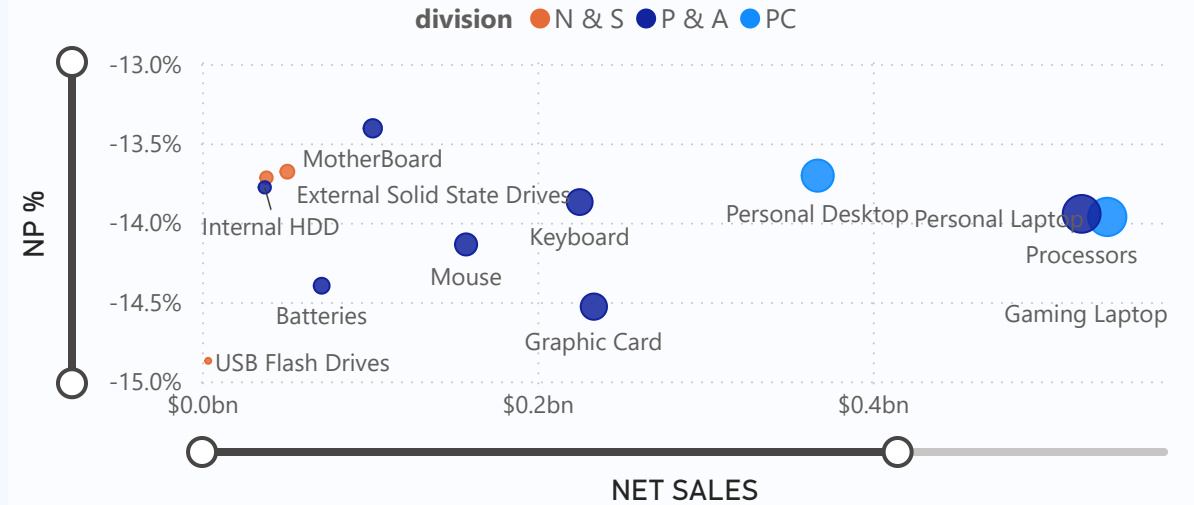 division N & S P & A PC
-13.0%
-13.5%
MotherBoard
External Solid State Drives
Personal Desktop
Personal Laptop
-14.0%
Internal HDD
Keyboard
Processors
Mouse
-14.5%
Batteries
Gaming Laptop
Graphic Card
USB Flash Drives
-15.0%
$0.0bn $0.2bn $0.4bn
NP %
NET SALES